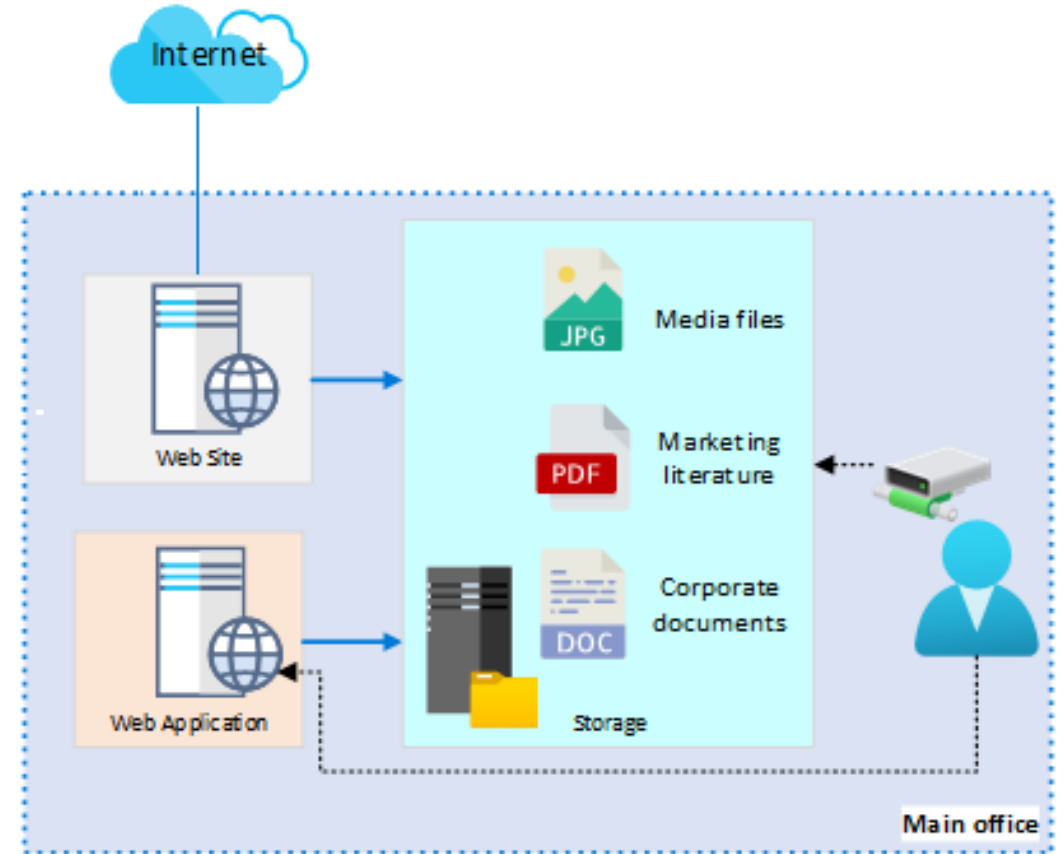 Internet
JPG
Media files
Web Site
PDF
Marketing
literature
DOC
Corporate
documents
Web Application
Storage
Main office